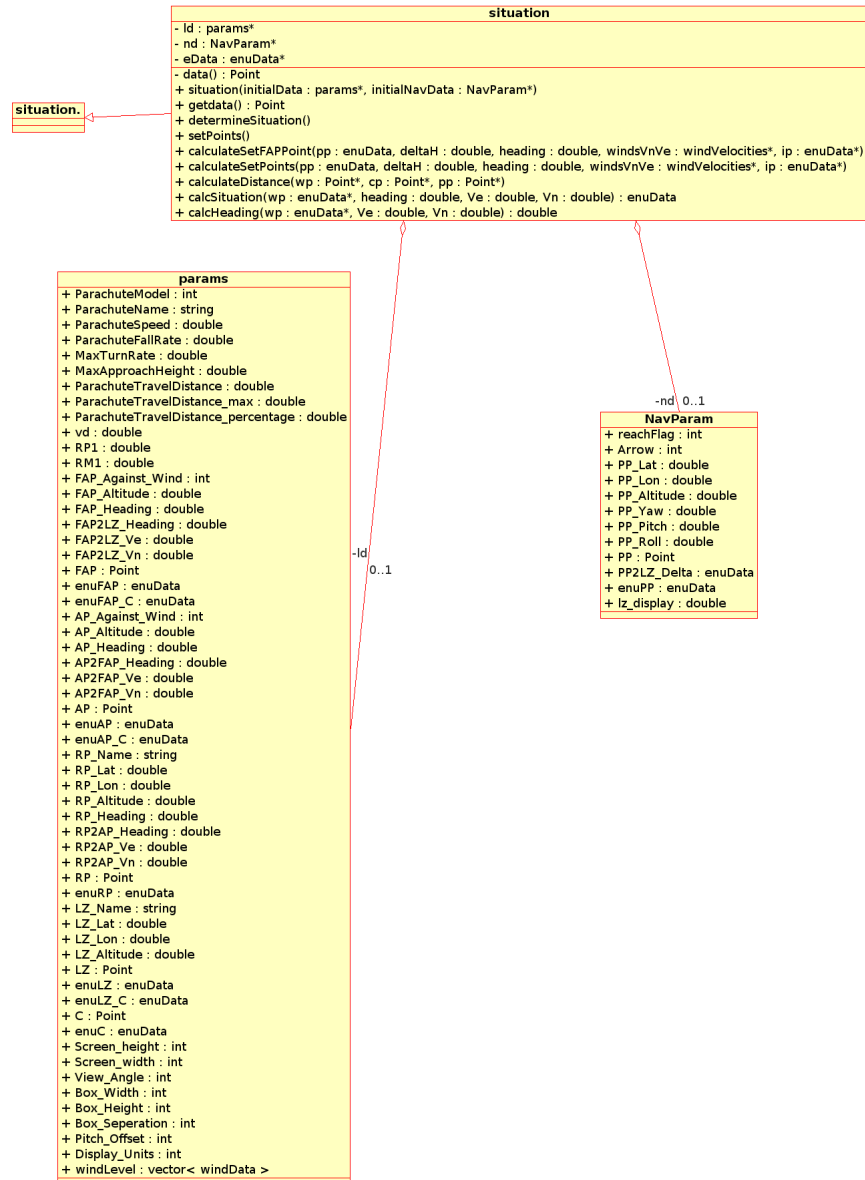 situation
- ld : params*
- nd : NavParam*
- eData : enuData*
- data() : Point
+ situation(initialData : params*, initialNavData : NavParam*)
+ getdata() : Point
+ determineSituation()
+ setPoints()
+ calculateSetFAPPoint(pp : enuData, deltaH : double, heading : double, windsVnVe : windVelocities*, ip : enuData*)
+ calculateSetPoints(pp : enuData, deltaH : double, heading : double, windsVnVe : windVelocities*, ip : enuData*)
+ calculateDistance(wp : Point*, cp : Point*, pp : Point*)
+ calcSituation(wp : enuData*, heading : double, Ve : double, Vn : double) : enuData
+ calcHeading(wp : enuData*, Ve : double, Vn : double) : double
situation.
params
+ ParachuteModel : int
+ ParachuteName : string
+ ParachuteSpeed : double
+ ParachuteFallRate : double
+ MaxTurnRate : double
+ MaxApproachHeight : double
+ ParachuteTravelDistance : double
+ ParachuteTravelDistance_max : double
+ ParachuteTravelDistance_percentage : double
+ vd : double
+ RP1 : double
+ RM1 : double
+ FAP_Against_Wind : int
+ FAP_Altitude : double
+ FAP_Heading : double
+ FAP2LZ_Heading : double
+ FAP2LZ_Ve : double
+ FAP2LZ_Vn : double
+ FAP : Point
+ enuFAP : enuData
+ enuFAP_C : enuData
+ AP_Against_Wind : int
+ AP_Altitude : double
+ AP_Heading : double
+ AP2FAP_Heading : double
+ AP2FAP_Ve : double
+ AP2FAP_Vn : double
+ AP : Point
+ enuAP : enuData
+ enuAP_C : enuData
+ RP_Name : string
+ RP_Lat : double
+ RP_Lon : double
+ RP_Altitude : double
+ RP_Heading : double
+ RP2AP_Heading : double
+ RP2AP_Ve : double
+ RP2AP_Vn : double
+ RP : Point
+ enuRP : enuData
+ LZ_Name : string
+ LZ_Lat : double
+ LZ_Lon : double
+ LZ_Altitude : double
+ LZ : Point
+ enuLZ : enuData
+ enuLZ_C : enuData
+ C : Point
+ enuC : enuData
+ Screen_height : int
+ Screen_width : int
+ View_Angle : int
+ Box_Width : int
+ Box_Height : int
+ Box_Seperation : int
+ Pitch_Offset : int
+ Display_Units : int
+ windLevel : vector< windData >
-ld
0..1
-nd 0..1
NavParam
+ reachFlag : int
+ Arrow : int
+ PP_Lat : double
+ PP_Lon : double
+ PP_Altitude : double
+ PP_Yaw : double
+ PP_Pitch : double
+ PP_Roll : double
+ PP : Point
+ PP2LZ_Delta : enuData
+ enuPP : enuData
+ lz_display : double